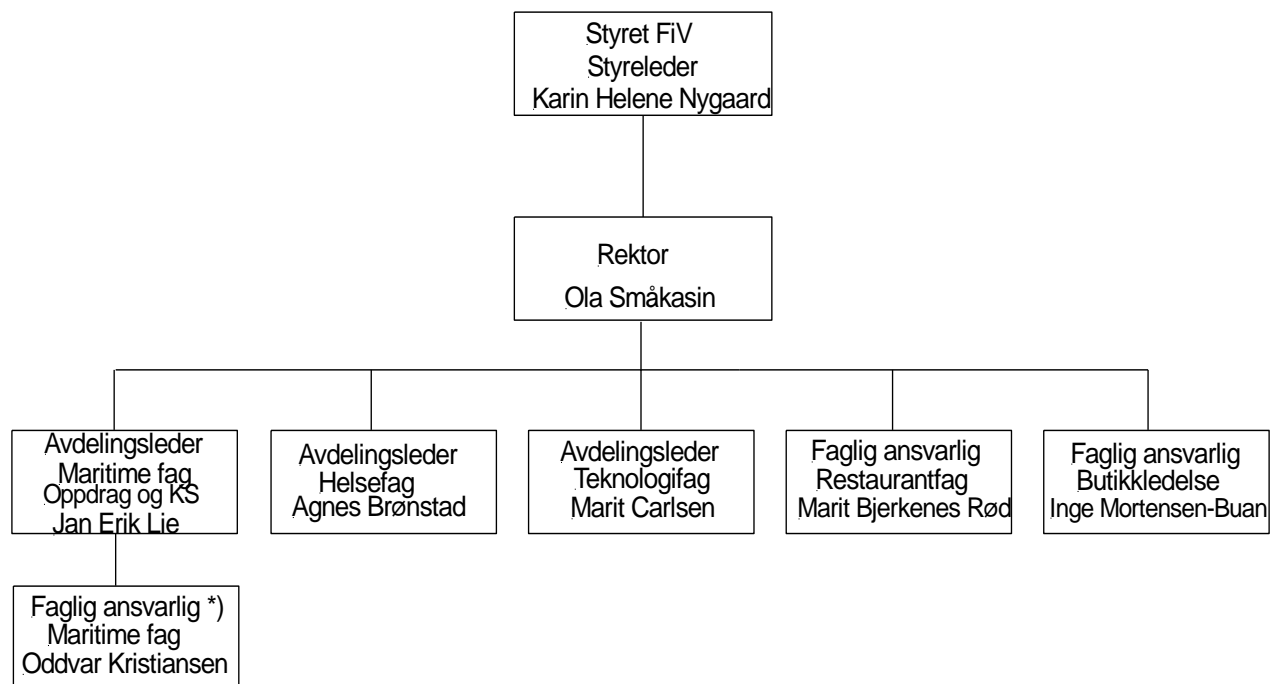 Styret FiV
Styreleder
Karin Helene Nygaard
Rektor
Ola Småkasin
Avdelingsleder
Maritime fag
Oppdrag og KS
Jan Erik Lie
Avdelingsleder
Helsefag
Agnes Brønstad
Avdelingsleder
Teknologifag
Marit Carlsen
Faglig ansvarlig
Restaurantfag
Marit Bjerkenes Rød
Faglig ansvarlig
Butikkledelse
Inge Mortensen-Buan
Faglig ansvarlig *)
Maritime fag
Oddvar Kristiansen